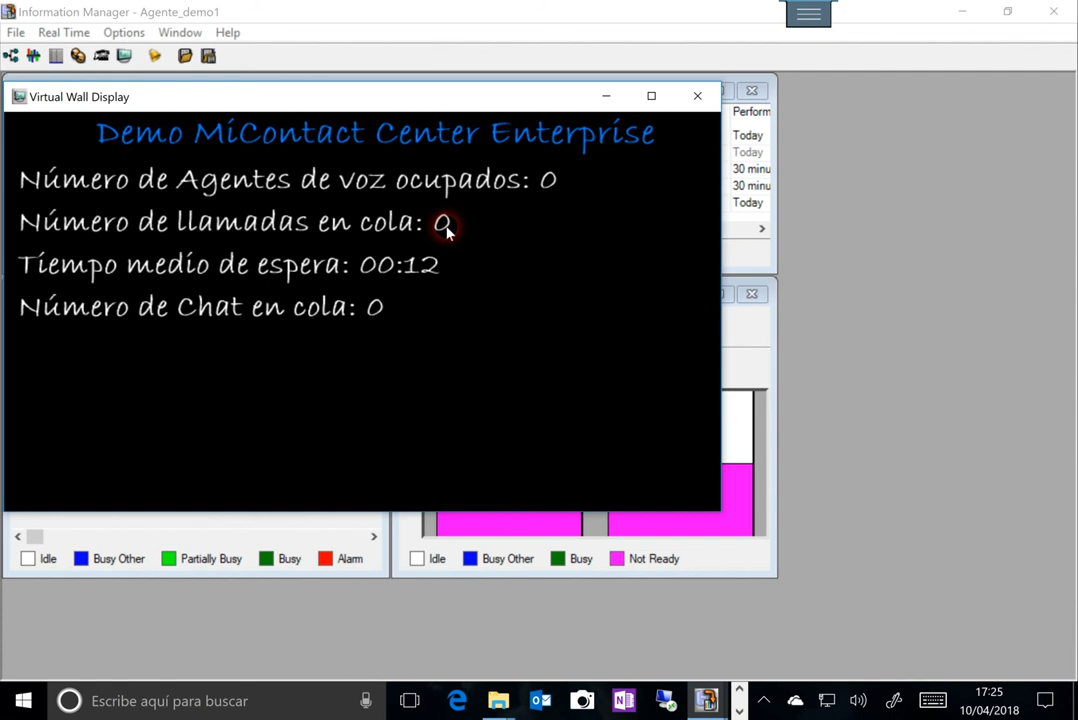 Information Manager - Agente_demo1
File Real Time Options Window Help
Virtual Wall Display
Demo MiContact Center Enterprise
Número de Agentes de voz ocupados: 0
Número de llamadas en cola: 0
Tiempo medio de espera: 00:12
Número de Chat en cola: 0
Perform
Today
Today
30 minu
30 minu
Today
Idle Busy Other Partially Busy Busy Alarm
Idle Busy Other Busy Not Ready
Escribe aquí para buscar
17:25
10/04/2018